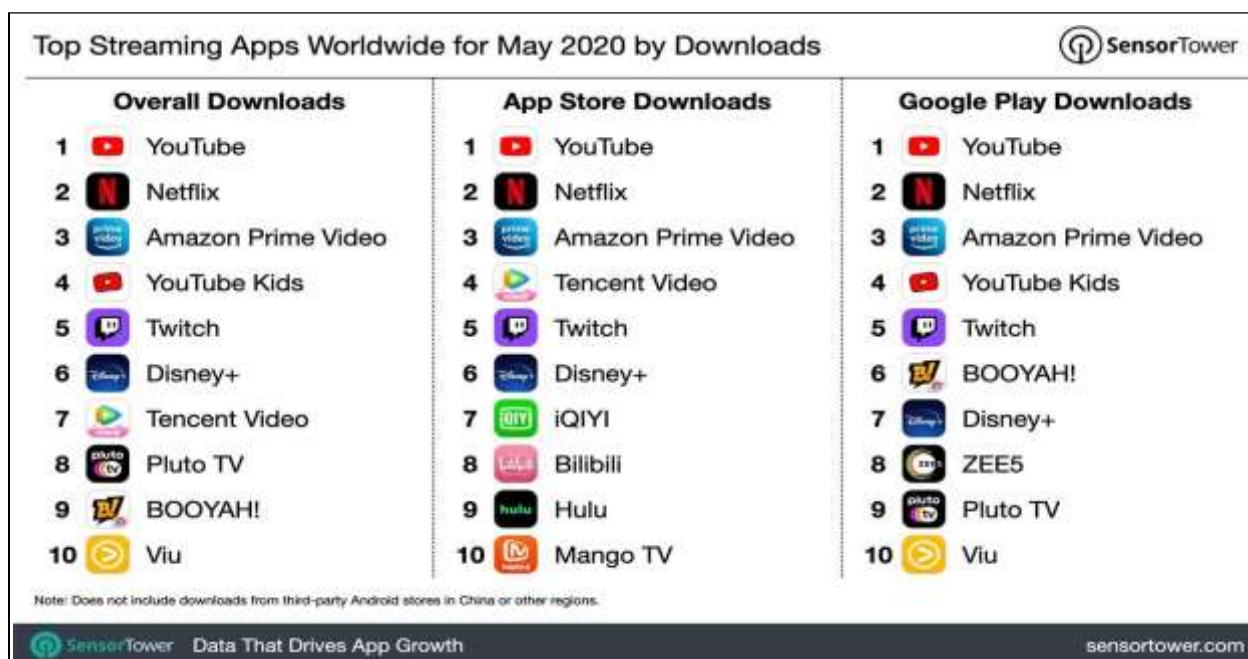 Top Streaming Apps Worldwide for May 2020 by Downloads
SensorTower
Overall Downloads
1 YouTube
2 Netflix
3 Amazon Prime Video
4 YouTube Kids
5 Twitch
6 Disney+
7 Tencent Video
8 Pluto TV
9 BOOYAH!
10 Viu
App Store Downloads
1 YouTube
2 Netflix
3 Amazon Prime Video
4 Tencent Video
5 Twitch
6 Disney+
7 iQIYI
8 Bilibili
9 Hulu
10 Mango TV
Google Play Downloads
1 YouTube
2 Netflix
3 Amazon Prime Video
4 YouTube Kids
5 Twitch
6 BOOYAH!
7 Disney+
8 ZEE5
9 Pluto TV
10 Viu
Note: Does not include downloads from third-party Android stores in China or other regions.
SensorTower Data That Drives App Growth
sensortower.com